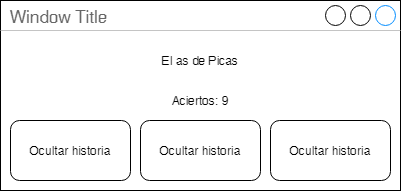 Window Title
El as de Picas
Aciertos: 9
Ocultar historia
Ocultar historia
Ocultar historia